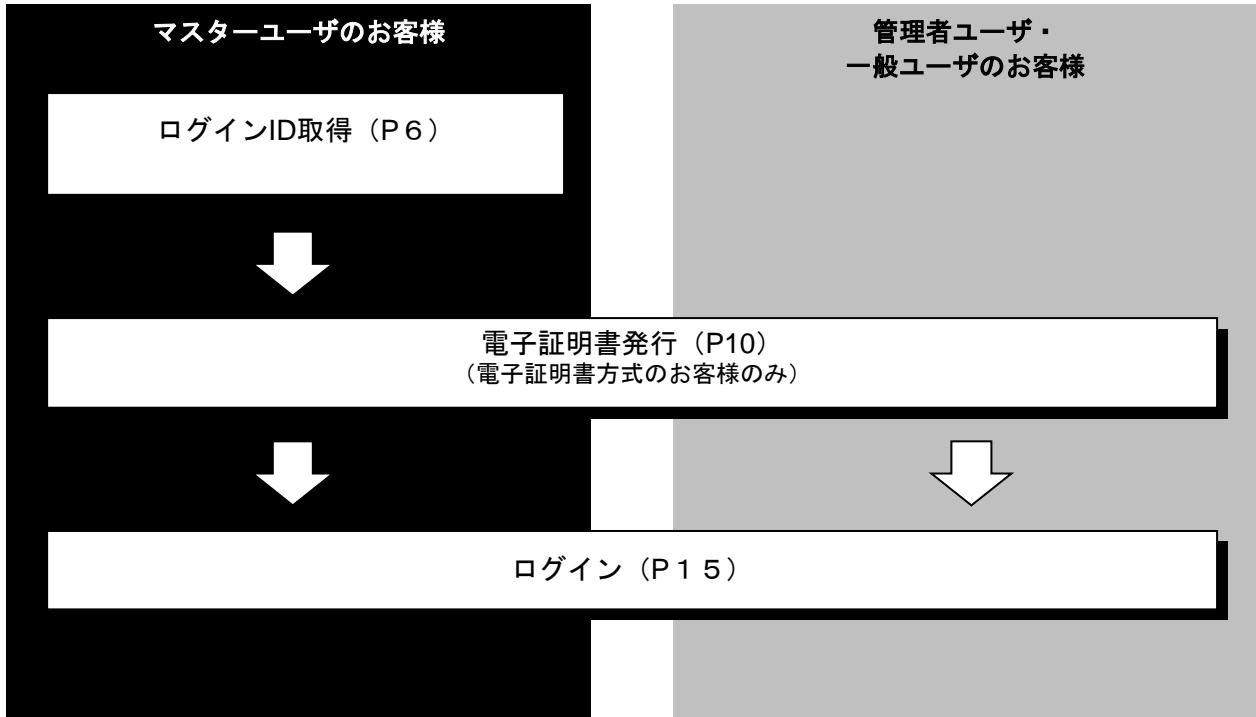 マスターユーザのお客様
管理者ユーザ・
一般ユーザのお客様
ログインID取得（P６）
電子証明書発行（P10）
（電子証明書方式のお客様のみ）
ログイン（P１５）